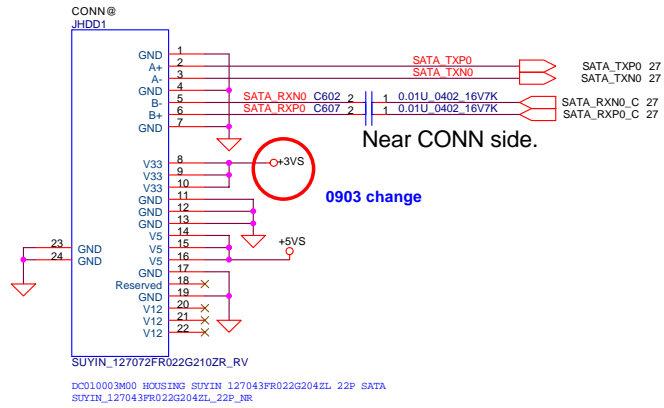 CONN@
JHDD1
GND 1
A+ 2 SATA_TXP0 SATA_TXP0 27
A- 3 SATA_TXN0 SATA_TXN0 27
GND 4
B- 5 SATA_RXN0 C602 2 1 0.01U_0402_16V7K SATA_RXN0_C 27
B+ 6 SATA_RXP0 C607 2 1 0.01U_0402_16V7K SATA_RXP0_C 27
GND 7
Near CONN side.
V33 8 +3VS
V33 9
V33 10
GND 11 0903 change
GND 12
GND 13
V5 14
23 GND V5 15 +5VS
24 GND V5 16
GND 17
Reserved 18
GND 19
V12 20
V12 21
V12 22
SUYIN_127072FR022G210ZR_RV
DC010003M00 HOUSING SUYIN 127043FR022G204ZL 22P SATA
SUYIN_127043FR022G204ZL_22P_NR